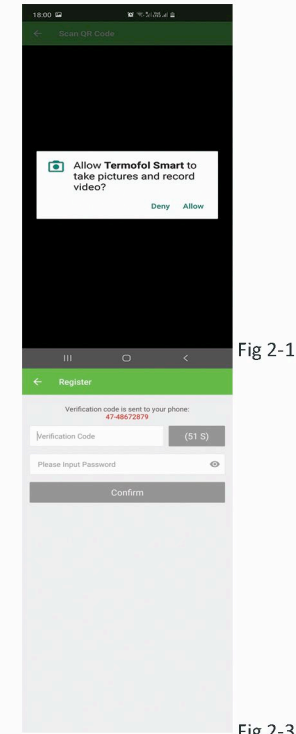 18:00
Scan QR Code
Allow Termofol Smart to
take pictures and record
video?
Deny Allow
Fig 2-1
Register
Verification code is sent to your phone:
47-48672879
Verification Code (51 S)
Please Input Password
Confirm
Fig 2-3